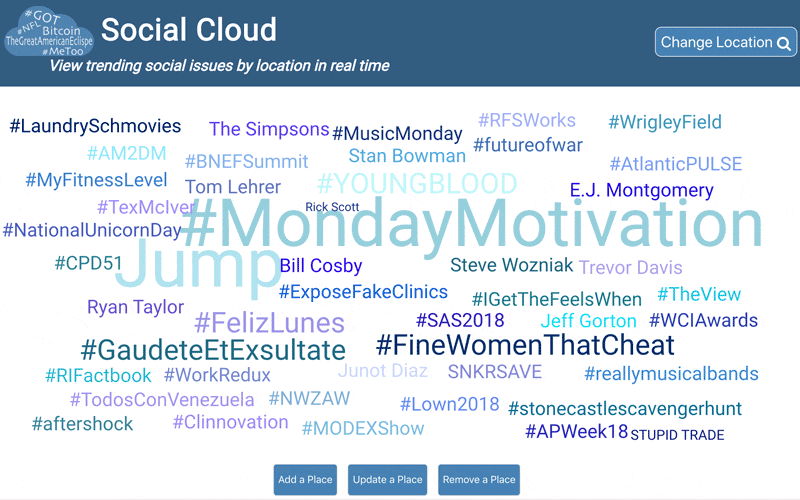 #GOT
#NFL
Bitcoin
TheGreatAmericanEclispe
#MeToo
Social Cloud
View trending social issues by location in real time
Change Location
#LaundrySchmovies
The Simpsons
#MusicMonday
#RFSWorks
#WrigleyField
#AM2DM
#BNEFSummit
Stan Bowman
#futureofwar
#AtlanticPULSE
#MyFitnessLevel
Tom Lehrer
#YOUNGBLOOD
E.J. Montgomery
#TexMcIver
Rick Scott
#MondayMotivation
#NationalUnicornDay
#CPD51
Jump
Bill Cosby
Steve Wozniak
Trevor Davis
#ExposeFakeClinics
#IGetTheFeelsWhen
#TheView
Ryan Taylor
#FelizLunes
#SAS2018
Jeff Gorton
#WCIAwards
#GaudeteEtExsultate
#FineWomenThatCheat
#RIFactbook
#WorkRedux
Junot Diaz
SNKRSAVE
#reallymusicalbands
#TodosConVenezuela
#NWZAW
#Lown2018
#stonecastlescavengerhunt
#aftershock
#Clinnovation
#MODEXShow
#APWeek18
STUPID TRADE
Add a Place
Update a Place
Remove a Place